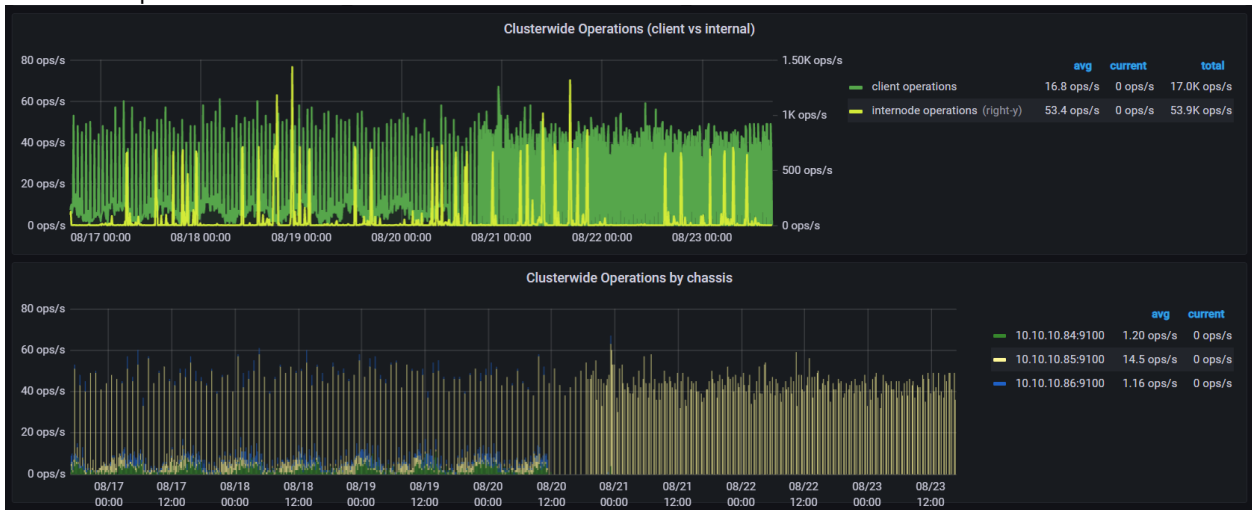 Clusterwide Operations (client vs internal)
80 ops/s
60 ops/s
40 ops/s
20 ops/s
0 ops/s
1.50K ops/s
1K ops/s
500 ops/s
0 ops/s
08/17 00:00 08/18 00:00 08/19 00:00 08/20 00:00 08/21 00:00 08/22 00:00 08/23 00:00
avg current total
client operations 16.8 ops/s 0 ops/s 17.0K ops/s
internode operations (right-y) 53.4 ops/s 0 ops/s 53.9K ops/s
Clusterwide Operations by chassis
80 ops/s
60 ops/s
40 ops/s
20 ops/s
0 ops/s
08/17 08/17 08/18 08/18 08/19 08/19 08/20 08/20 08/21 08/21 08/22 08/22 08/23 08/23
00:00 12:00 00:00 12:00 00:00 12:00 00:00 12:00 00:00 12:00 00:00 12:00 00:00 12:00
avg current
10.10.10.84:9100 1.20 ops/s 0 ops/s
10.10.10.85:9100 14.5 ops/s 0 ops/s
10.10.10.86:9100 1.16 ops/s 0 ops/s